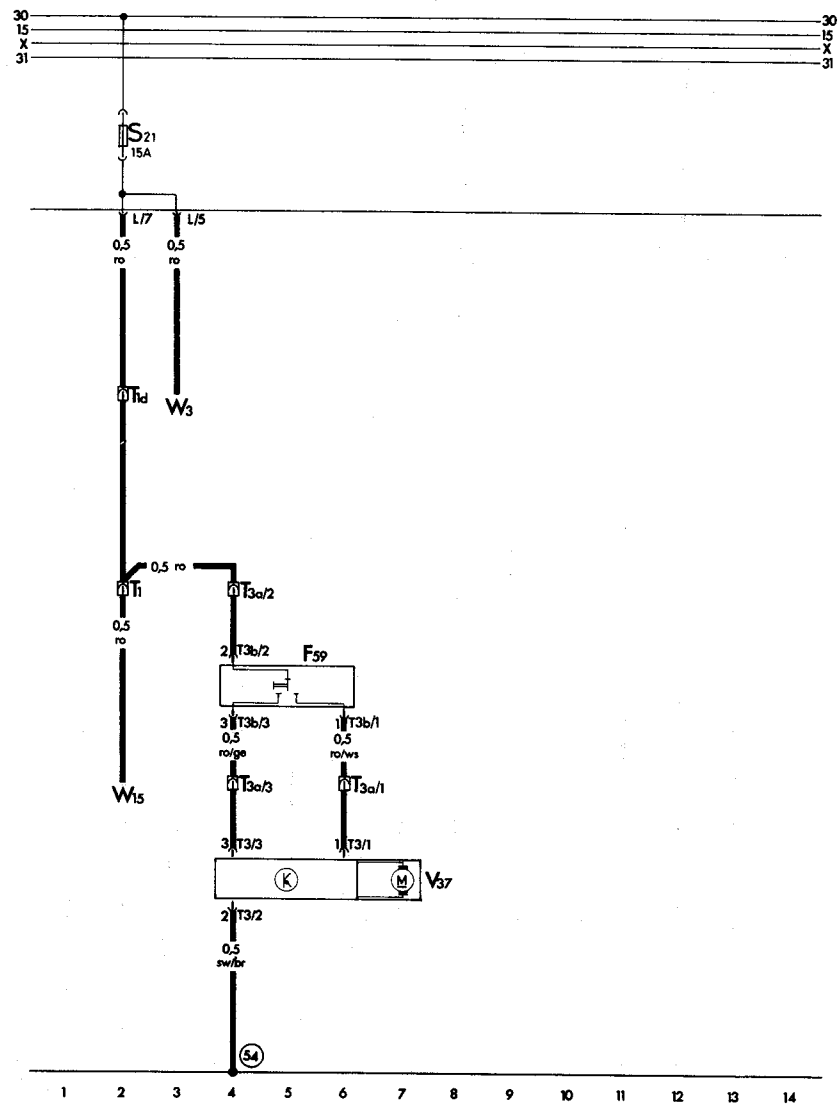 30 30
15 15
X X
31 31
S21
15A
L/7 L/5
0,5 0,5
ro ro
T1d
W3
0,5 ro
T1 T3a/2
0,5
ro
2 T3b/2 F59
3 T3b/3 1 T3b/1
0,5 0,5
ro/ge ro/ws
T3a/3 T3a/1
W15
3 T3/3 1 T3/1
K M V37
2 T3/2
0,5
sw/br
54
1 2 3 4 5 6 7 8 9 10 11 12 13 14